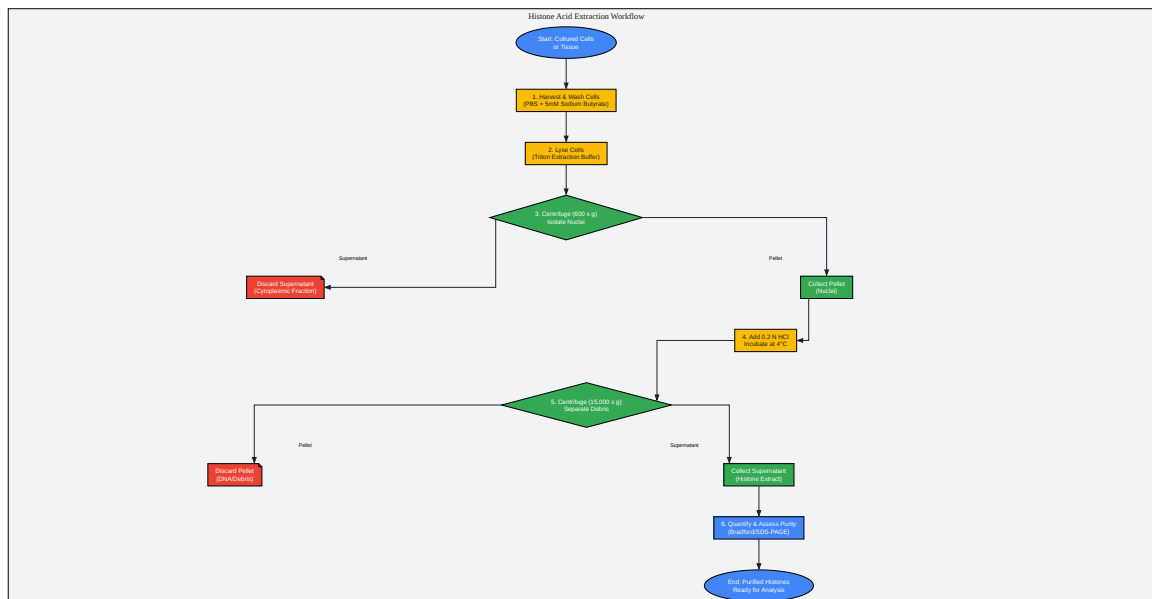 Histone Acid Extraction Workflow
Start: Cultured Cells
or Tissue
1. Harvest & Wash Cells
(PBS + 5mM Sodium Butyrate)
2. Lyse Cells
(Triton Extraction Buffer)
3. Centrifuge (600 x g)
Isolate Nuclei
Supernatant
Pellet
Discard Supernatant
(Cytoplasmic Fraction)
Collect Pellet
(Nuclei)
4. Add 0.2 N HCl
Incubate at 4°C
5. Centrifuge (15,000 x g)
Separate Debris
Pellet
Supernatant
Discard Pellet
(DNA/Debris)
Collect Supernatant
(Histone Extract)
6. Quantify & Assess Purity
(Bradford/SDS-PAGE)
End: Purified Histones
Ready for Analysis